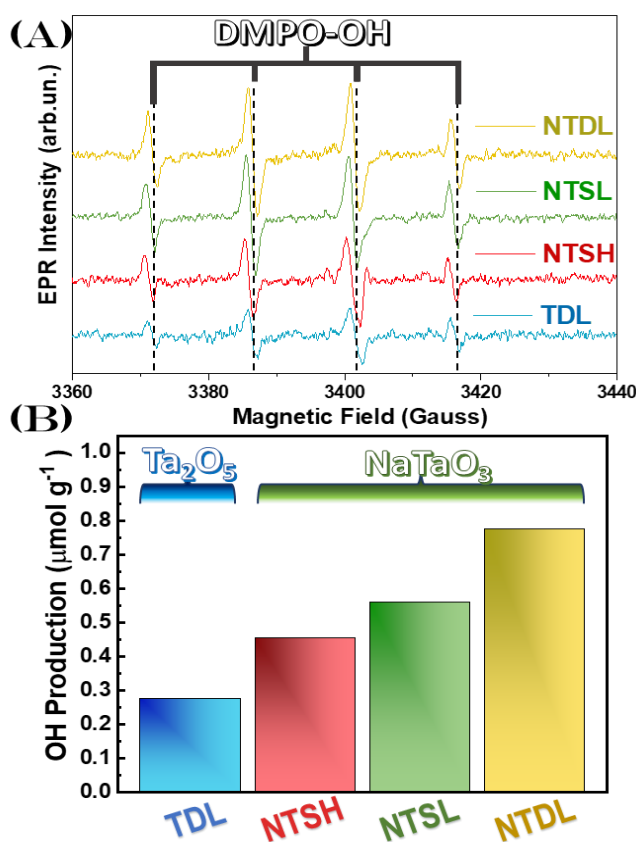 (A)
DMPO-OH
EPR Intensity (arb.un.)
NTDL
NTSL
NTSH
TDL
3360 3380 3400 3420 3440
Magnetic Field (Gauss)
(B)
OH Production (μmol g⁻¹)
1.0
0.9
0.8
0.7
0.6
0.5
0.4
0.3
0.2
0.1
0.0
Ta₂O₅ NaTaO₃
TDL NTSH NTSL NTDL